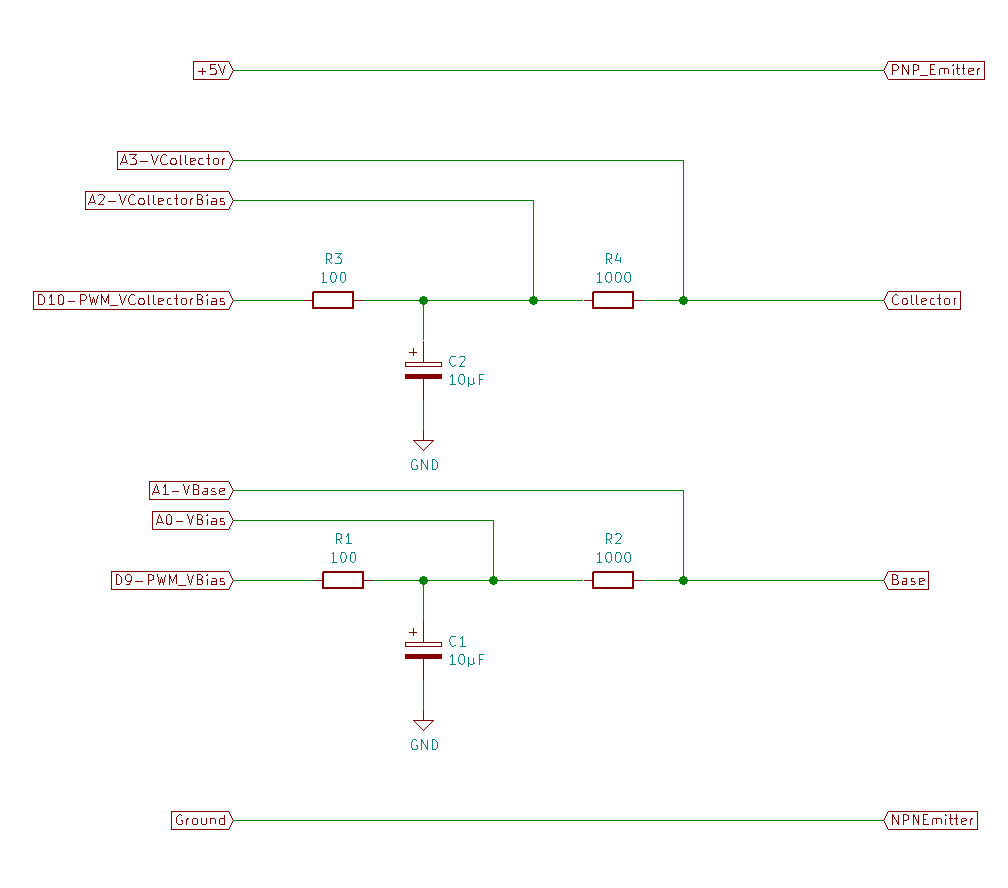 +5V
PNP_Emitter
A3-VCollector
A2-VCollectorBias
R3
100
R4
1000
D10-PWM_VCollectorBias
Collector
+
C2
10µF
GND
A1-VBase
A0-VBias
R1
100
R2
1000
D9-PWM_VBias
Base
+
C1
10µF
GND
Ground
NPNEmitter